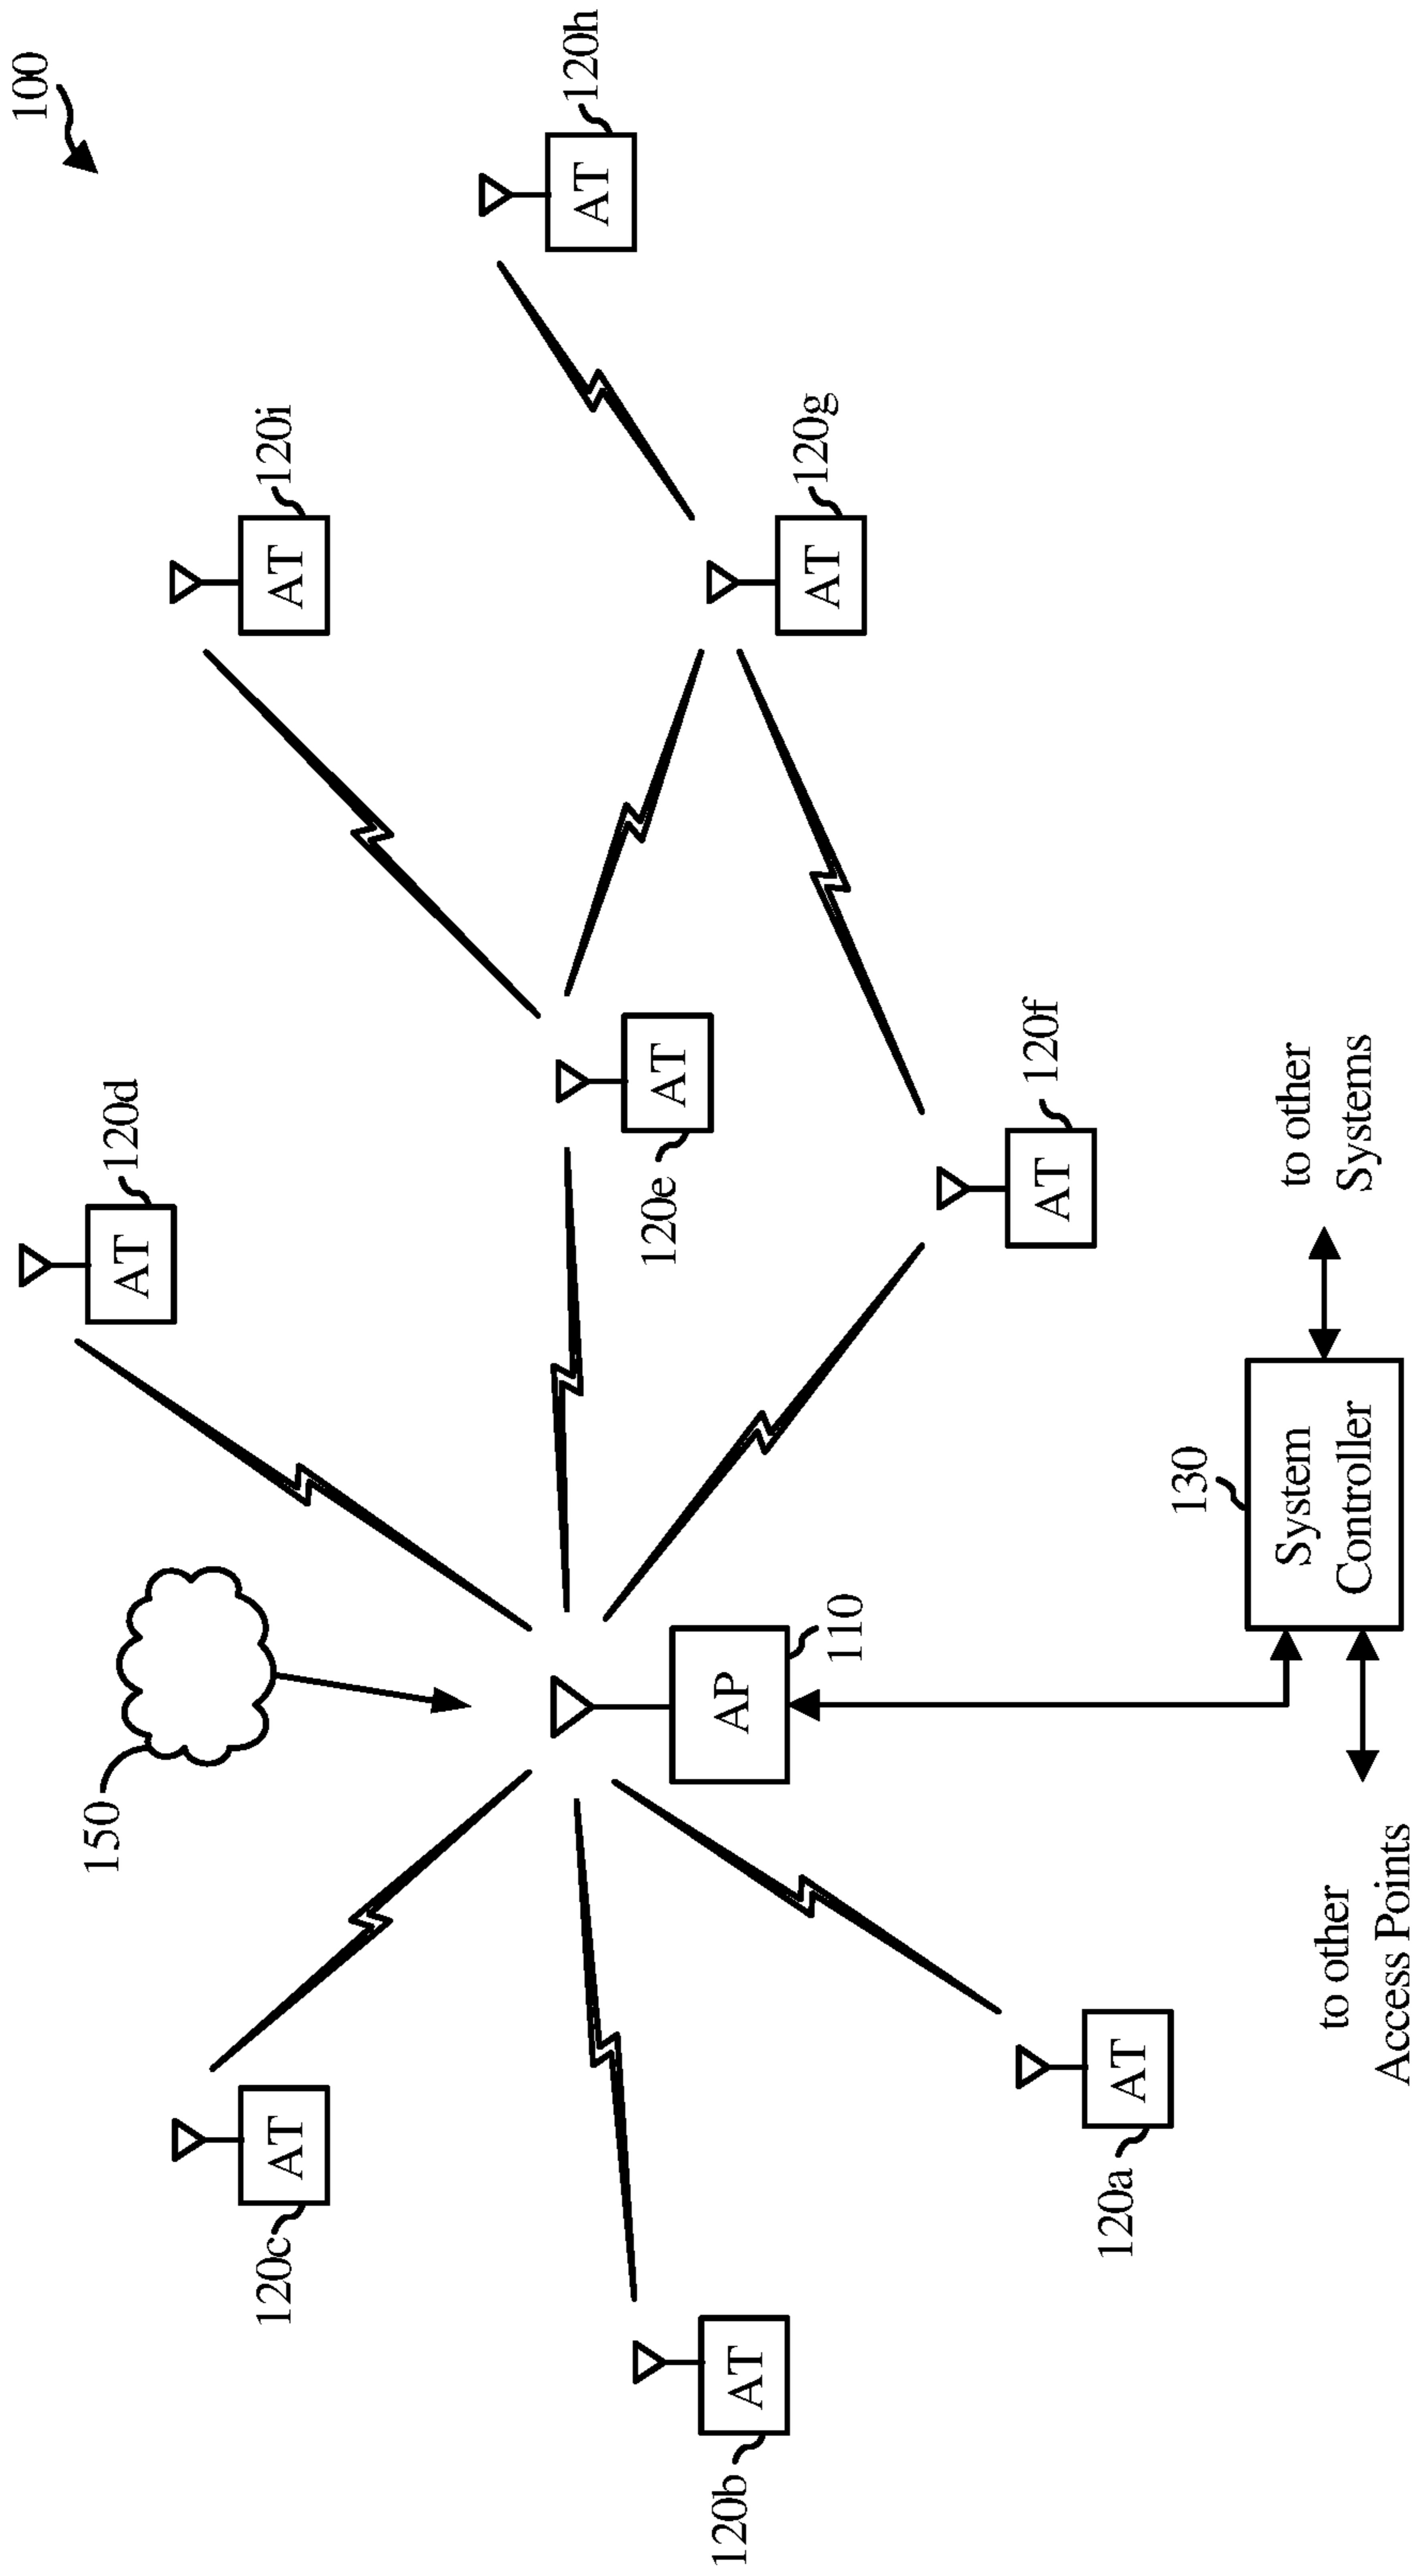 100
120h
AT
120i
AT
120g
AT
120d
AT
120e
AT
120f
AT
150
110
AP
120c
AT
120b
AT
120a
AT
130
System
Controller
to other
Systems
to other
Access Points